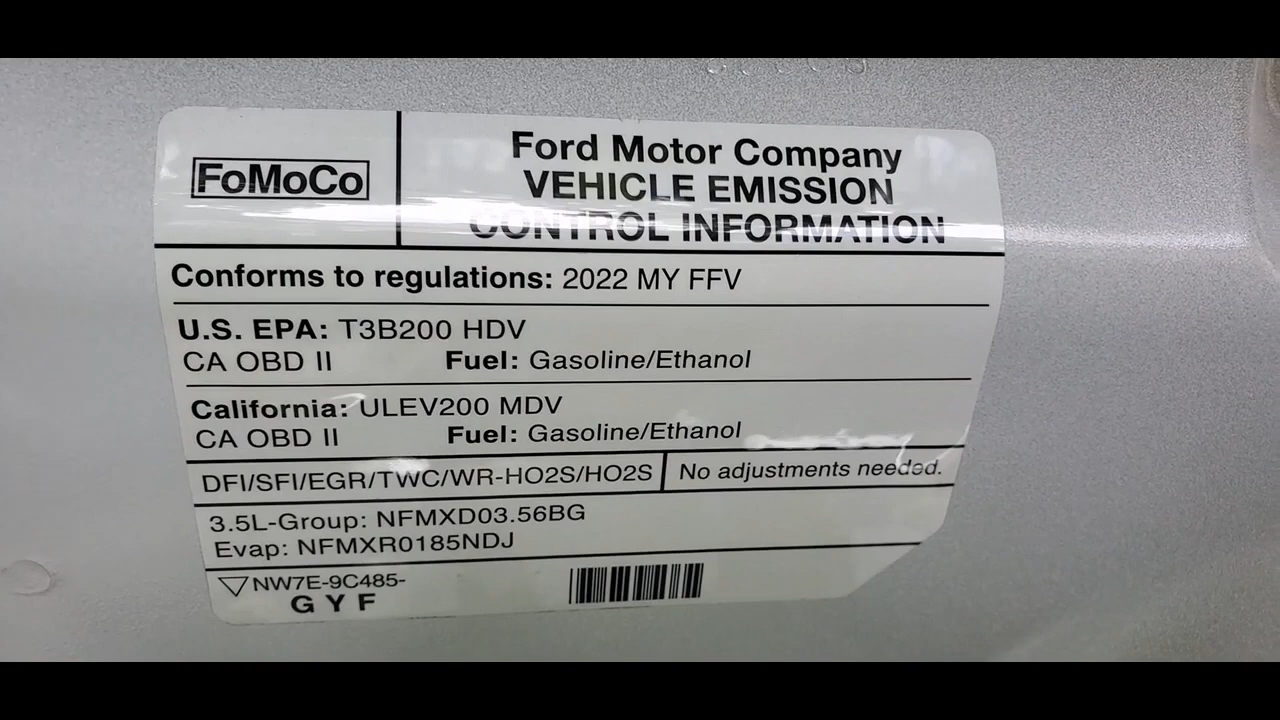 FoMoCo
Ford Motor Company
VEHICLE EMISSION
CONTROL INFORMATION
Conforms to regulations: 2022 MY FFV
U.S. EPA: T3B200 HDV
CA OBD II Fuel: Gasoline/Ethanol
California: ULEV200 MDV
CA OBD II Fuel: Gasoline/Ethanol
DFI/SFI/EGR/TWC/WR-HO2S/HO2S No adjustments needed.
3.5L-Group: NFMXD03.56BG
Evap: NFMXR0185NDJ
NW7E-9C485-
G Y F